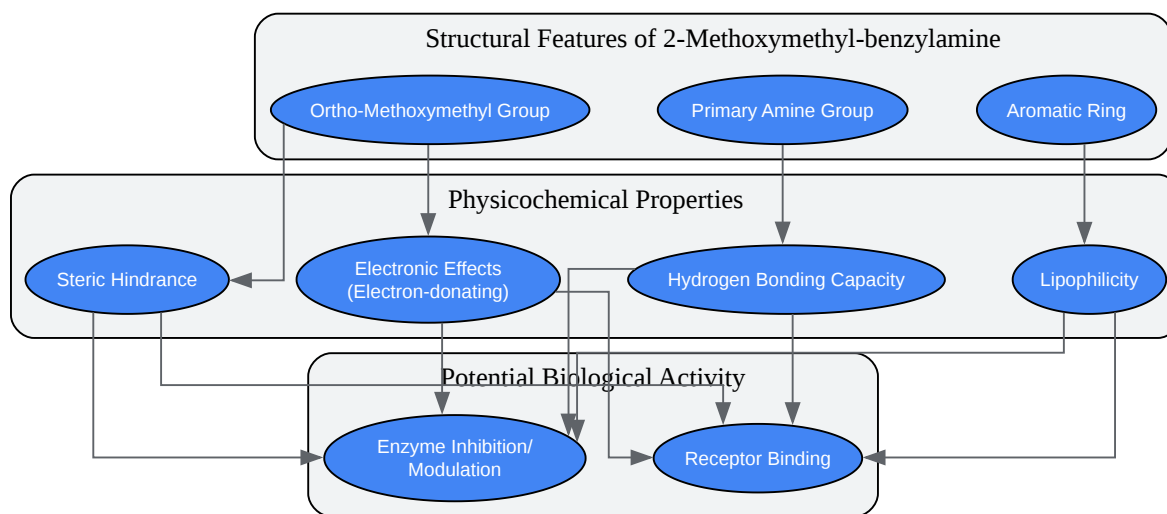 Structural Features of 2-Methoxymethyl-benzylamine
Ortho-Methoxymethyl Group
Primary Amine Group
Aromatic Ring
Physicochemical Properties
Steric Hindrance
Electronic Effects
(Electron-donating)
Hydrogen Bonding Capacity
Lipophilicity
Potential Biological Activity
Enzyme Inhibition/
Modulation
Receptor Binding